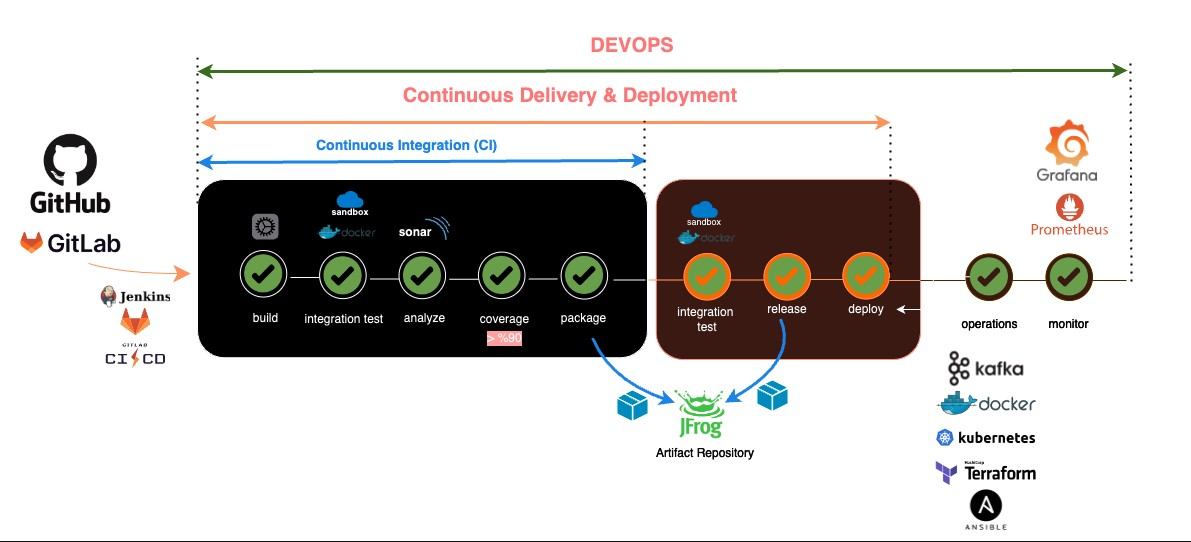 DEVOPS
Continuous Delivery & Deployment
Continuous Integration (CI)
GitHub
GitLab
Jenkins
GITLAB
CI CD
sandbox
docker
sonar
build
integration test
analyze
coverage
> %90
package
sandbox
docker
integration
test
release
deploy
Grafana
Prometheus
operations
monitor
JFrog
Artifact Repository
kafka
docker
kubernetes
HashiCorp
Terraform
ANSIBLE